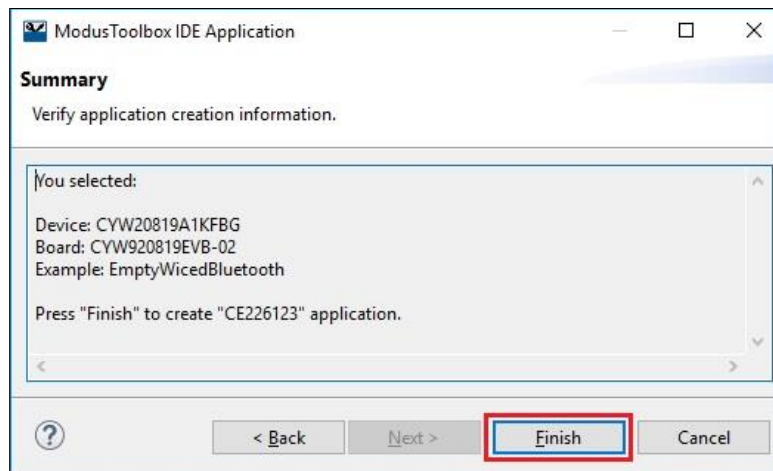 ModusToolbox IDE Application
Summary
Verify application creation information.
You selected:
Device: CYW20819A1KFBG
Board: CYW920819EVB-02
Example: EmptyWicedBluetooth
Press "Finish" to create "CE226123" application.
?
< Back
Next >
Finish
Cancel